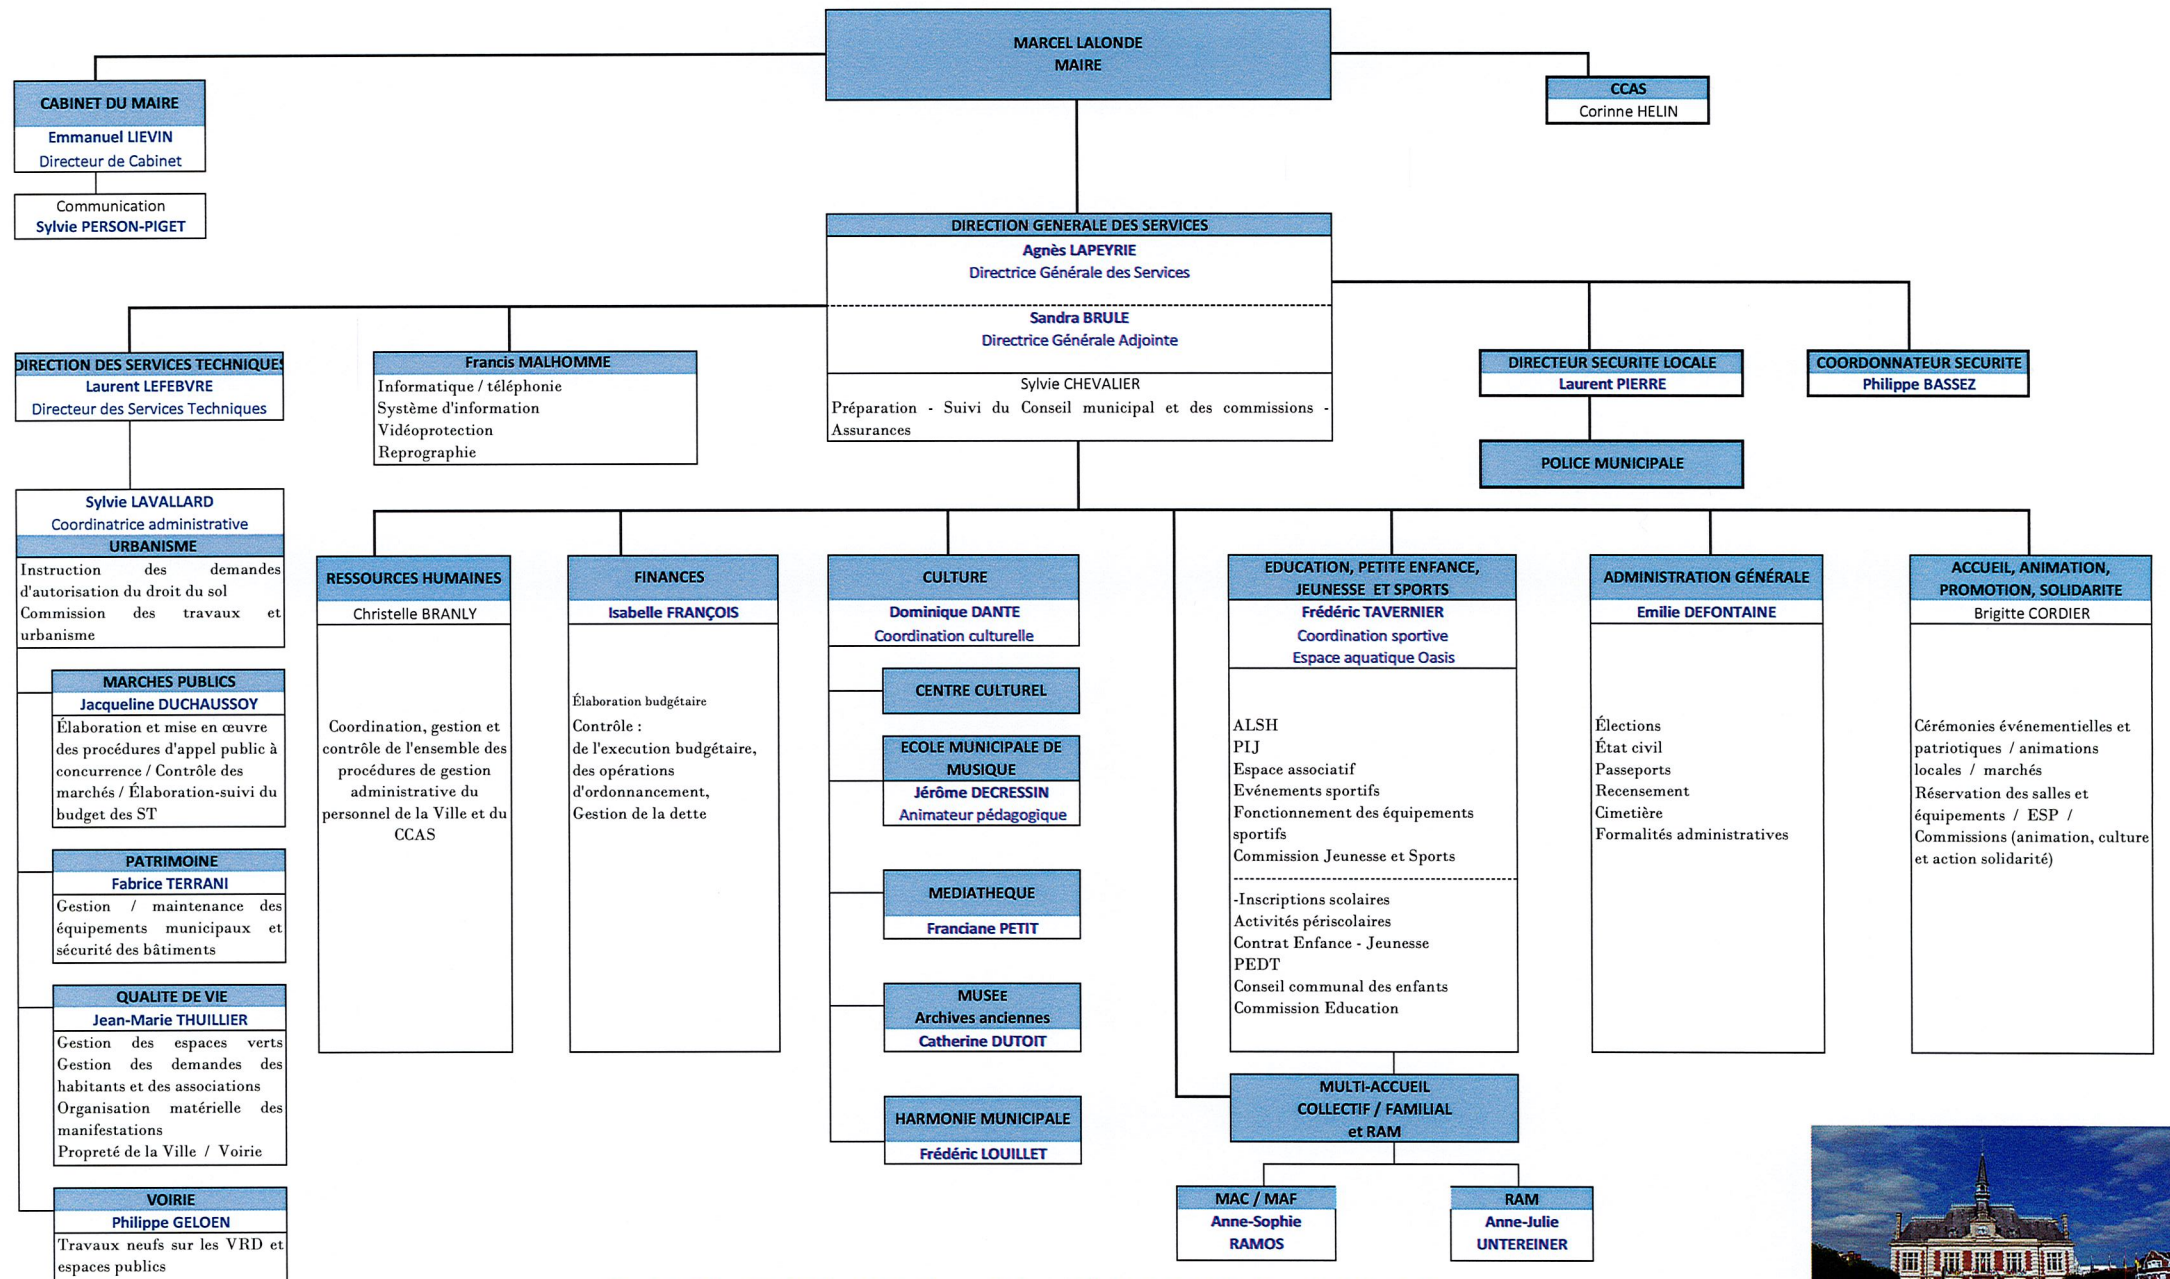 MARCEL LALONDE
MAIRE
CABINET DU MAIRE
Emmanuel LIEVIN
Directeur de Cabinet
Communication
Sylvie PERSON-PIGET
CCAS
Corinne HELIN
DIRECTION GENERALE DES SERVICES
Agnès LAPEYRIE
Directrice Générale des Services
Sandra BRULE
Directrice Générale Adjointe
Sylvie CHEVALIER
Préparation - Suivi du Conseil municipal et des commissions -
Assurances
DIRECTION DES SERVICES TECHNIQUES
Laurent LEFEBVRE
Directeur des Services Techniques
Francis MALHOMME
Informatique / téléphonie
Système d'information
Vidéoprotection
Reprographie
DIRECTEUR SECURITE LOCALE
Laurent PIERRE
POLICE MUNICIPALE
COORDONNATEUR SECURITE
Philippe BASSEZ
Sylvie LAVALLARD
Coordinatrice administrative
URBANISME
Instruction des demandes
d'autorisation du droit du sol
Commission des travaux et
urbanisme
MARCHES PUBLICS
Jacqueline DUCHAUSSOY
Élaboration et mise en œuvre
des procédures d'appel public à
concurrence / Contrôle des
marchés / Élaboration-suivi du
budget des ST
PATRIMOINE
Fabrice TERRANI
Gestion / maintenance des
équipements municipaux et
sécurité des bâtiments
QUALITE DE VIE
Jean-Marie THUILLIER
Gestion des espaces verts
Gestion des demandes des
habitants et des associations
Organisation matérielle des
manifestations
Propreté de la Ville / Voirie
VOIRIE
Philippe GELOEN
Travaux neufs sur les VRD et
espaces publics
RESSOURCES HUMAINES
Christelle BRANLY
Coordination, gestion et
contrôle de l'ensemble des
procédures de gestion
administrative du
personnel de la Ville et du
CCAS
FINANCES
Isabelle FRANÇOIS
Élaboration budgétaire
Contrôle :
de l'execution budgétaire,
des opérations
d'ordonnancement,
Gestion de la dette
CULTURE
Dominique DANTE
Coordination culturelle
CENTRE CULTUREL
ECOLE MUNICIPALE DE
MUSIQUE
Jérôme DECRESSIN
Animateur pédagogique
MEDIATHEQUE
Franciane PETIT
MUSEE
Archives anciennes
Catherine DUTOIT
HARMONIE MUNICIPALE
Frédéric LOUILLET
EDUCATION, PETITE ENFANCE,
JEUNESSE ET SPORTS
Frédéric TAVERNIER
Coordination sportive
Espace aquatique Oasis
ALSH
PIJ
Espace associatif
Evénements sportifs
Fonctionnement des équipements
sportifs
Commission Jeunesse et Sports
-Inscriptions scolaires
Activités périscolaires
Contrat Enfance - Jeunesse
PEDT
Conseil communal des enfants
Commission Education
MULTI-ACCUEIL
COLLECTIF / FAMILIAL
et RAM
MAC / MAF
Anne-Sophie
RAMOS
RAM
Anne-Julie
UNTEREINER
ADMINISTRATION GÉNÉRALE
Emilie DEFONTAINE
Élections
État civil
Passeports
Recensement
Cimetière
Formalités administratives
ACCUEIL, ANIMATION,
PROMOTION, SOLIDARITE
Brigitte CORDIER
Cérémonies événementielles et
patriotiques / animations
locales / marchés
Réservation des salles et
équipements / ESP /
Commissions (animation, culture
et action solidarité)